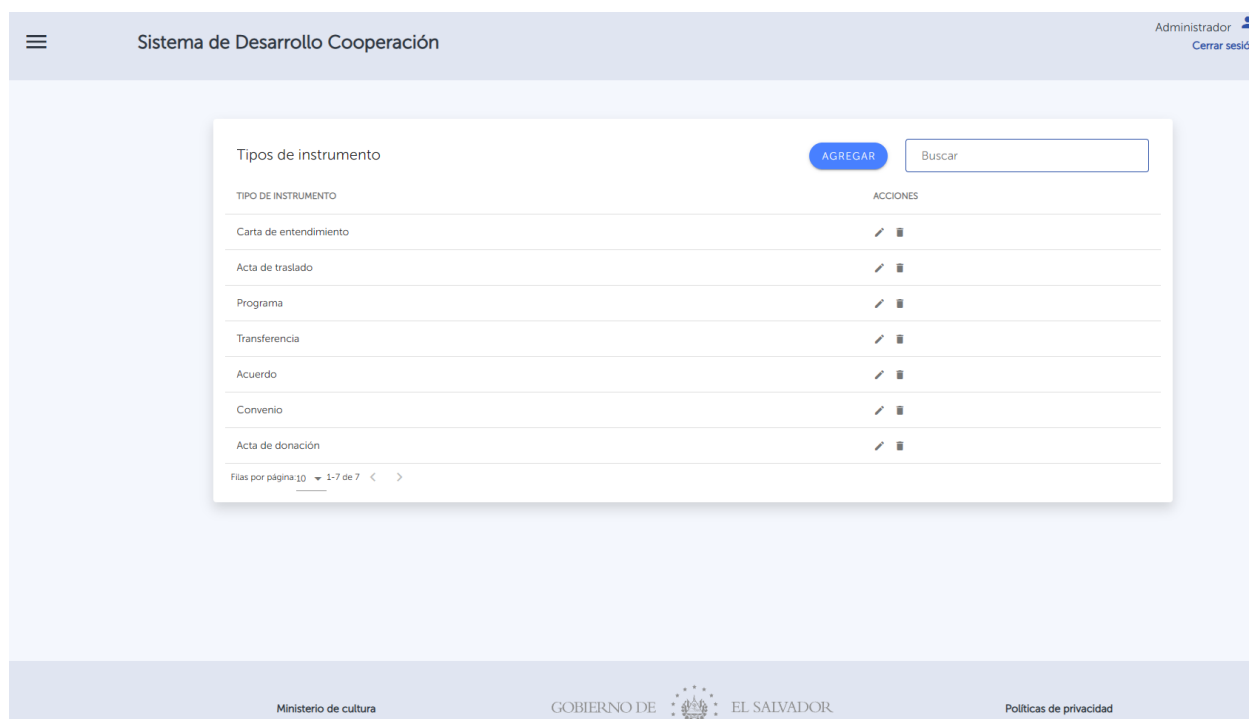 Administrador
Sistema de Desarrollo Cooperación
Cerrar sesió
Tipos de instrumento
AGREGAR
Buscar
TIPO DE INSTRUMENTO ACCIONES
Carta de entendimiento
Acta de traslado
Programa
Transferencia
Acuerdo
Convenio
Acta de donación
Filas por página: 10 1-7 de 7
Ministerio de cultura
GOBIERNO DE EL SALVADOR
Políticas de privacidad